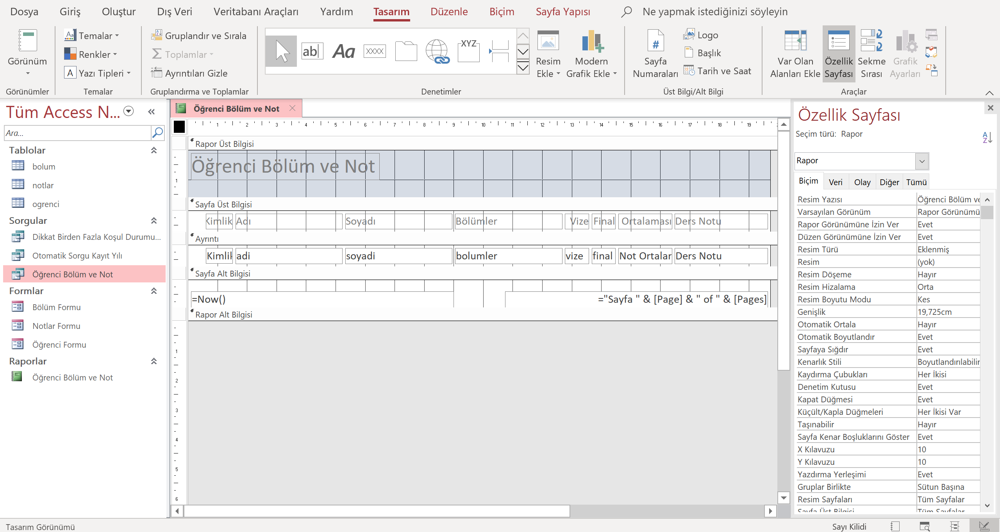 Dosya Giriş Oluştur Dış Veri Veritabanı Araçları Yardım Tasarım Düzenle Biçim Sayfa Yapısı Ne yapmak istediğinizi söyleyin
Görünüm
Görünümler
Temalar
Renkler
Yazı Tipleri
Temalar
Gruplandır ve Sırala
Toplamlar
Ayrıntıları Gizle
Gruplandırma ve Toplamlar
ab Aa XXXX XYZ
Resim Ekle
Modern Grafik Ekle
Denetimler
Sayfa Numaraları
Logo
Başlık
Tarih ve Saat
Üst Bilgi/Alt Bilgi
Var Olan Alanları Ekle
Özellik Sayfası
Sekme Sırası
Grafik Ayarları
Araçlar
Tüm Access N...
Ara...
Tablolar
bolum
notlar
ogrenci
Sorgular
Dikkat Birden Fazla Koşul Durumu...
Otomatik Sorgu Kayıt Yılı
Öğrenci Bölüm ve Not
Formlar
Bölüm Formu
Notlar Formu
Öğrenci Formu
Raporlar
Öğrenci Bölüm ve Not
Öğrenci Bölüm ve Not
1 2 3 4 5 6 7 8 9 10 11 12 13 14 15 16 17 18 19
Rapor Üst Bilgisi
Öğrenci Bölüm ve Not
1
Sayfa Üst Bilgisi
Kimlik Adı Soyadı Bölümler Vize Final Ortalaması Ders Notu
Ayrıntı
Kimlik adi soyadi bolumler vize final Not Ortalar Ders Notu
Sayfa Alt Bilgisi
=Now() ="Sayfa " & [Page] & " of " & [Pages]
Rapor Alt Bilgisi
1
2
3
4
5
6
Özellik Sayfası
Seçim türü: Rapor
Rapor
Biçim Veri Olay Diğer Tümü
Resim Yazısı Öğrenci Bölüm ve
Varsayılan Görünüm Rapor Görünümü
Rapor Görünümüne İzin Ver Evet
Düzen Görünümüne İzin Ver Evet
Resim Türü Eklenmiş
Resim (yok)
Resim Döşeme Hayır
Resim Hizalama Orta
Resim Boyutu Modu Kes
Genişlik 19,725cm
Otomatik Ortala Hayır
Otomatik Boyutlandır Evet
Sayfaya Sığdır Evet
Kenarlık Stili Boyutlandırılabilir
Kaydırma Çubukları Her İkisi
Denetim Kutusu Evet
Kapat Düğmesi Evet
Küçült/Kapla Düğmeleri Her İkisi Var
Taşınabilir Hayır
Sayfa Kenar Boşluklarını Göster Evet
X Kılavuzu 10
Y Kılavuzu 10
Yazdırma Yerleşimi Evet
Gruplar Birlikte Sütun Başına
Resim Sayfaları Tüm Sayfalar
Sayfa Üst Bilgisi Tüm Sayfalar
Tasarım Görünümü Sayı Kilidi